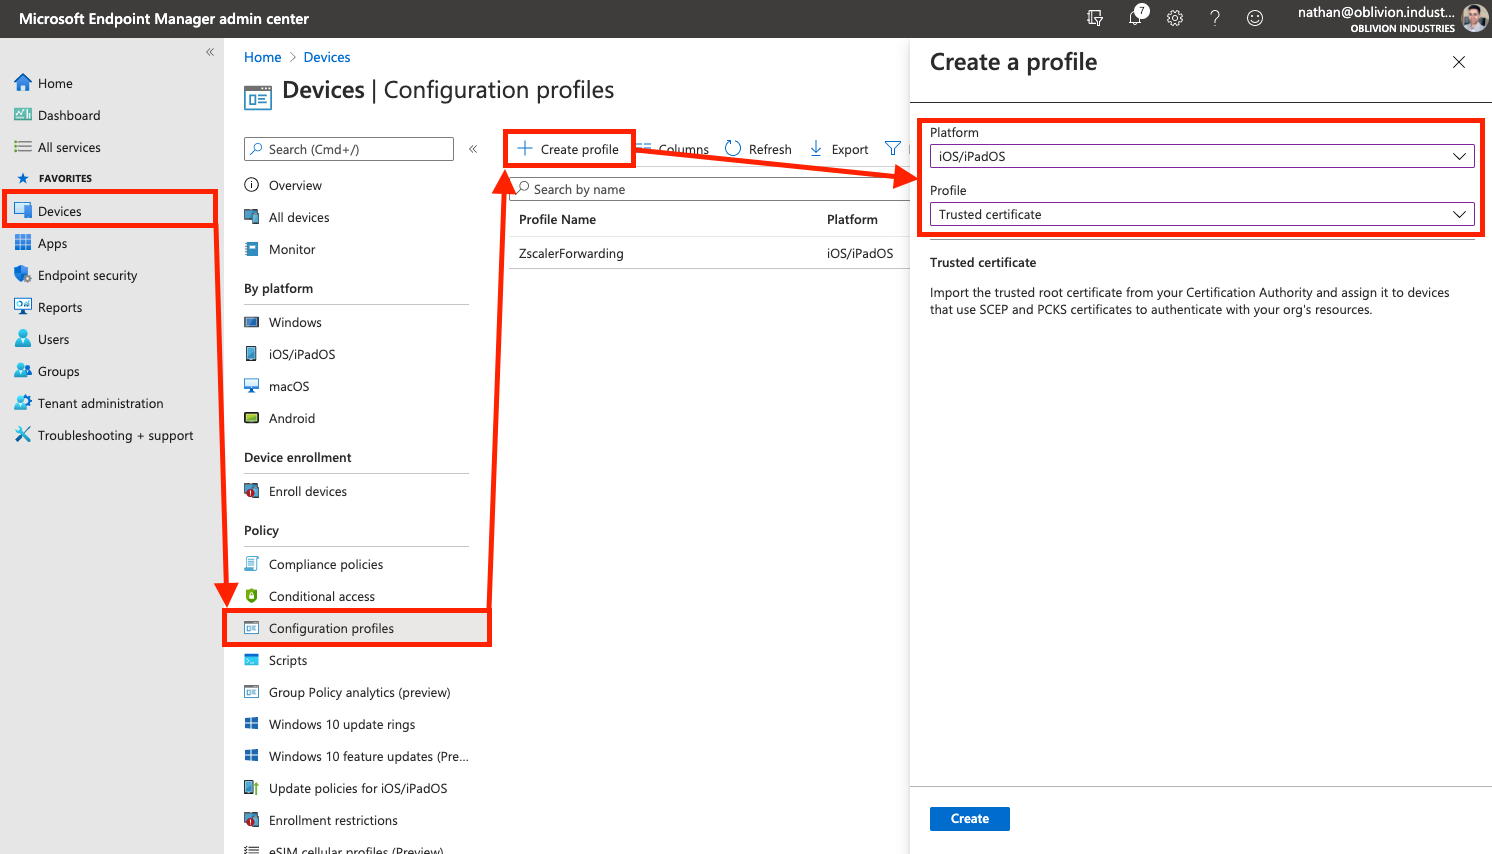 Microsoft Endpoint Manager admin center
7
nathan@oblivion.indust...
OBLIVION INDUSTRIES
Home
Dashboard
All services
FAVORITES
Devices
Apps
Endpoint security
Reports
Users
Groups
Tenant administration
Troubleshooting + support
Home > Devices
Devices | Configuration profiles
Search (Cmd+/)
Overview
All devices
Monitor
By platform
Windows
iOS/iPadOS
macOS
Android
Device enrollment
Enroll devices
Policy
Compliance policies
Conditional access
Configuration profiles
Scripts
Group Policy analytics (preview)
Windows 10 update rings
Windows 10 feature updates (Pre...
Update policies for iOS/iPadOS
Enrollment restrictions
eSIM cellular profiles (Preview)
Create profile Columns Refresh Export
Search by name
Profile Name Platform
ZscalerForwarding iOS/iPadOS
Create a profile
Platform
iOS/iPadOS
Profile
Trusted certificate
Trusted certificate
Import the trusted root certificate from your Certification Authority and assign it to devices
that use SCEP and PCKS certificates to authenticate with your org's resources.
Create